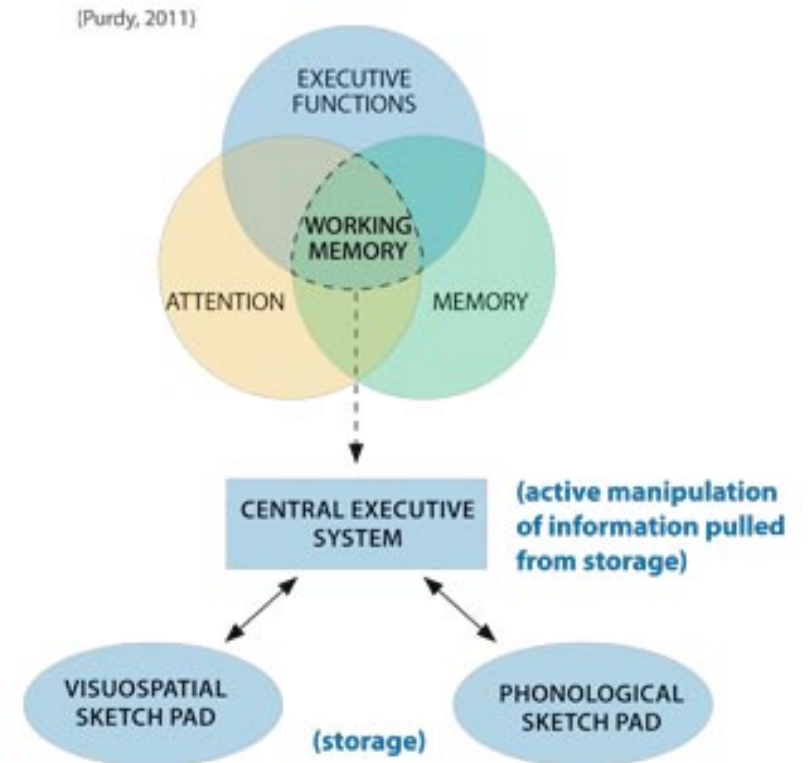 (Purdy, 2011)
EXECUTIVE
FUNCTIONS
WORKING
MEMORY
ATTENTION
MEMORY
CENTRAL EXECUTIVE
SYSTEM
(active manipulation
of information pulled
from storage)
VISUOSPATIAL
SKETCH PAD
PHONOLOGICAL
SKETCH PAD
(storage)